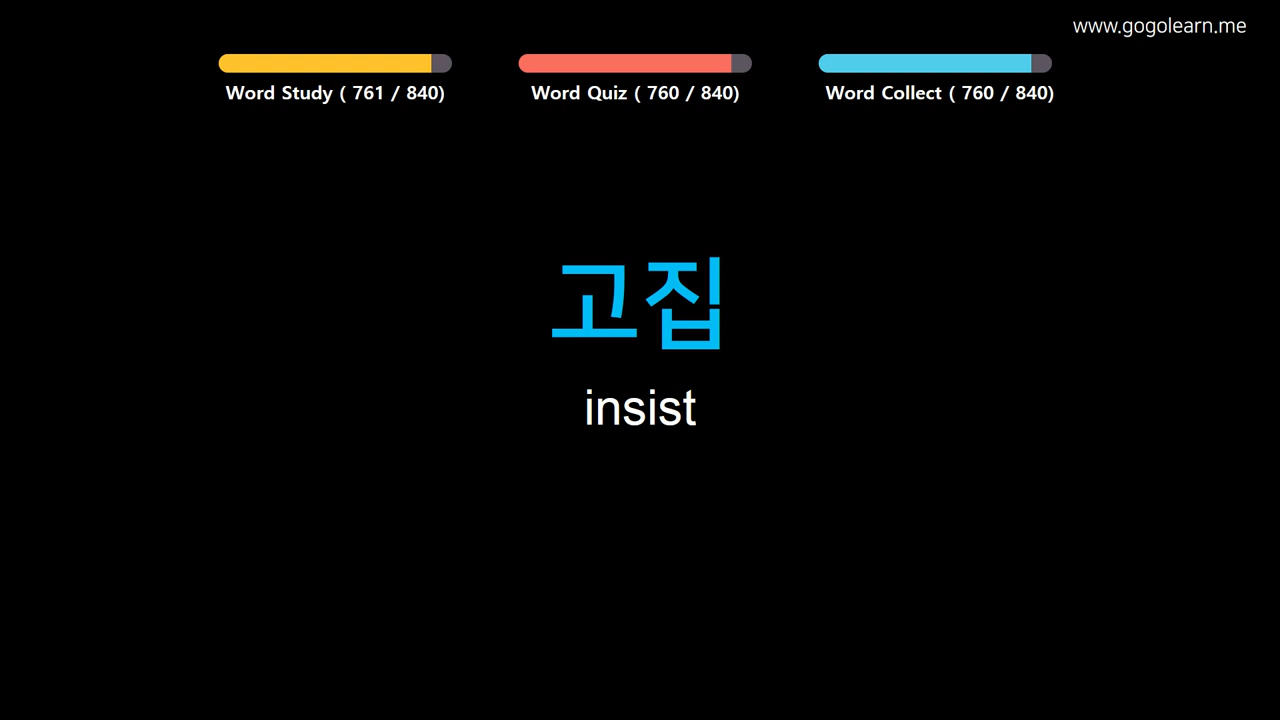 www.gogolearn.me
Word Study ( 761 / 840)
Word Quiz ( 760 / 840)
Word Collect ( 760 / 840)
고집
insist